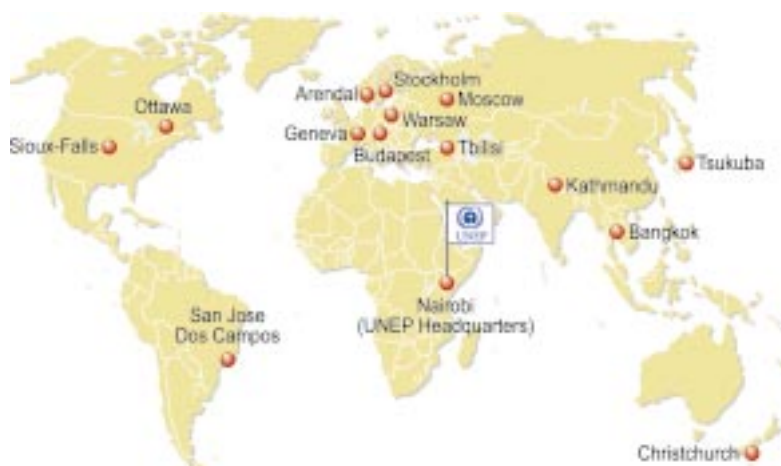 Stockholm
Arendal
Moscow
Ottawa
Warsaw
Geneva
Sioux-Falls
Budapest
Tbilisi
Tsukuba
Kathmandu
UNEP
Bangkok
Nairobi
(UNEP Headquarters)
San Jose
Dos Campos
Christchurch